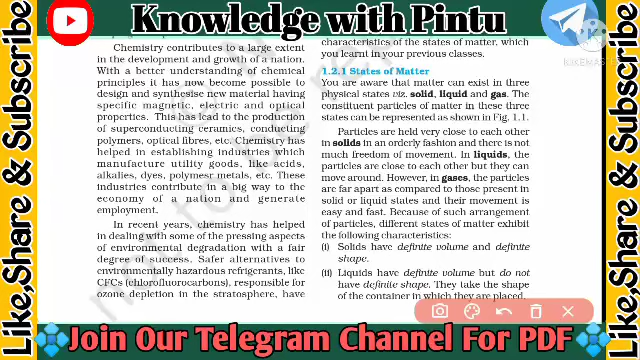 Knowledge with Pintu
Like,Share & Subscribe
Chemistry contributes to a large extent
in the development and growth of a nation.
With a better understanding of chemical
principles it has now become possible to
design and synthesise new material having
specific magnetic, electric and optical
properties. This has lead to the production
of superconducting ceramics, conducting
polymers, optical fibres, etc. Chemistry
has helped in establishing industries which
manufacture utility goods, like acids,
alkalies, dyes, polymesr metals, etc. These
industries contribute in a big way to the
economy of a nation and generate
employment.
In recent years, chemistry has helped
in dealing with some of the pressing aspects
of environmental degradation with a fair
degree of success. Safer alternatives to
environmentally hazardous refrigerants, like
CFCs (chlorofluorocarbons), responsible for
ozone depletion in the stratosphere, have
characteristics of the states of matter, which
you learnt in your previous classes.
1.2.1 States of Matter
You are aware that matter can exist in three
physical states viz. solid, liquid and gas. The
constituent particles of matter in these three
states can be represented as shown in Fig. 1.1.
Particles are held very close to each other
in solids in an orderly fashion and there is
not much freedom of movement. In liquids,
the particles are close to each other but they
can move around. However, in gases, the particles
are far apart as compared to those present in
solid or liquid states and their movement is
easy and fast. Because of such arrangement
of particles, different states of matter exhibit
the following characteristics:
(i) Solids have definite volume and definite
shape.
(ii) Liquids have definite volume but do not
have definite shape. They take the shape
of the container in which they are placed.
Like,Share & Subscribe
Join Our Telegram Channel For PDF